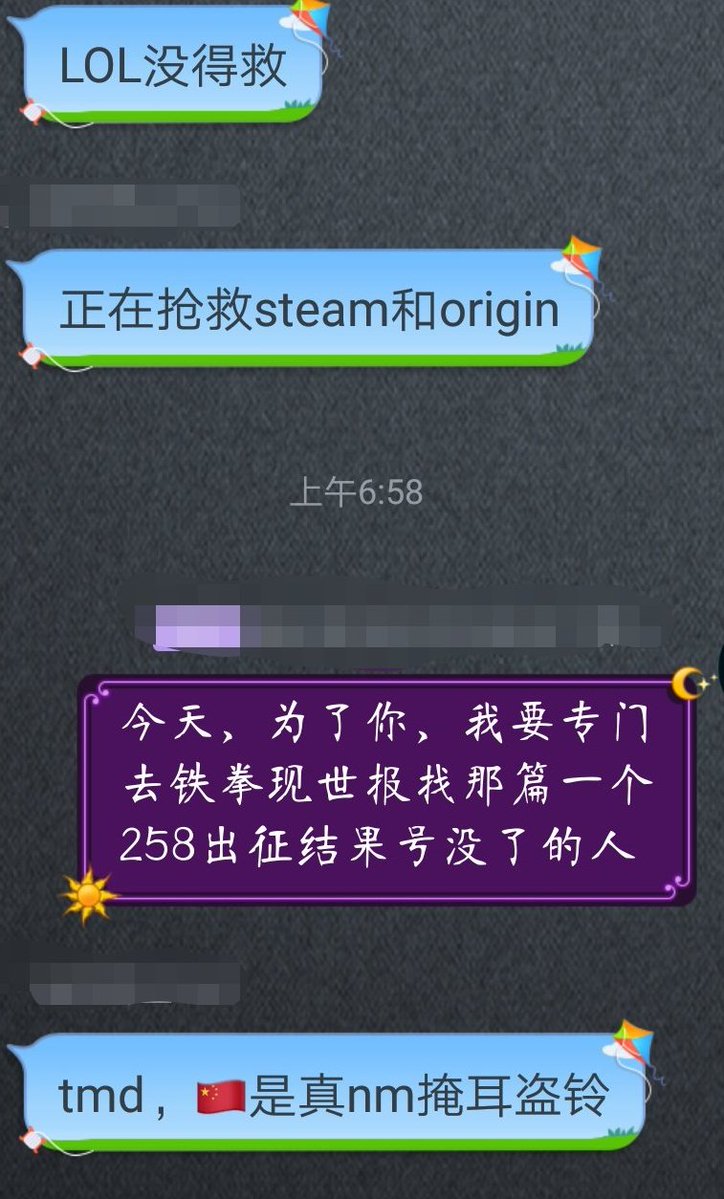 LOL没得救
正在抢救steam和origin
上午6:58
今天，为了你，我要专门
去铁拳现世报找那篇一个
258出征结果号没了的人
tmd，🇨🇳是真nm掩耳盗铃